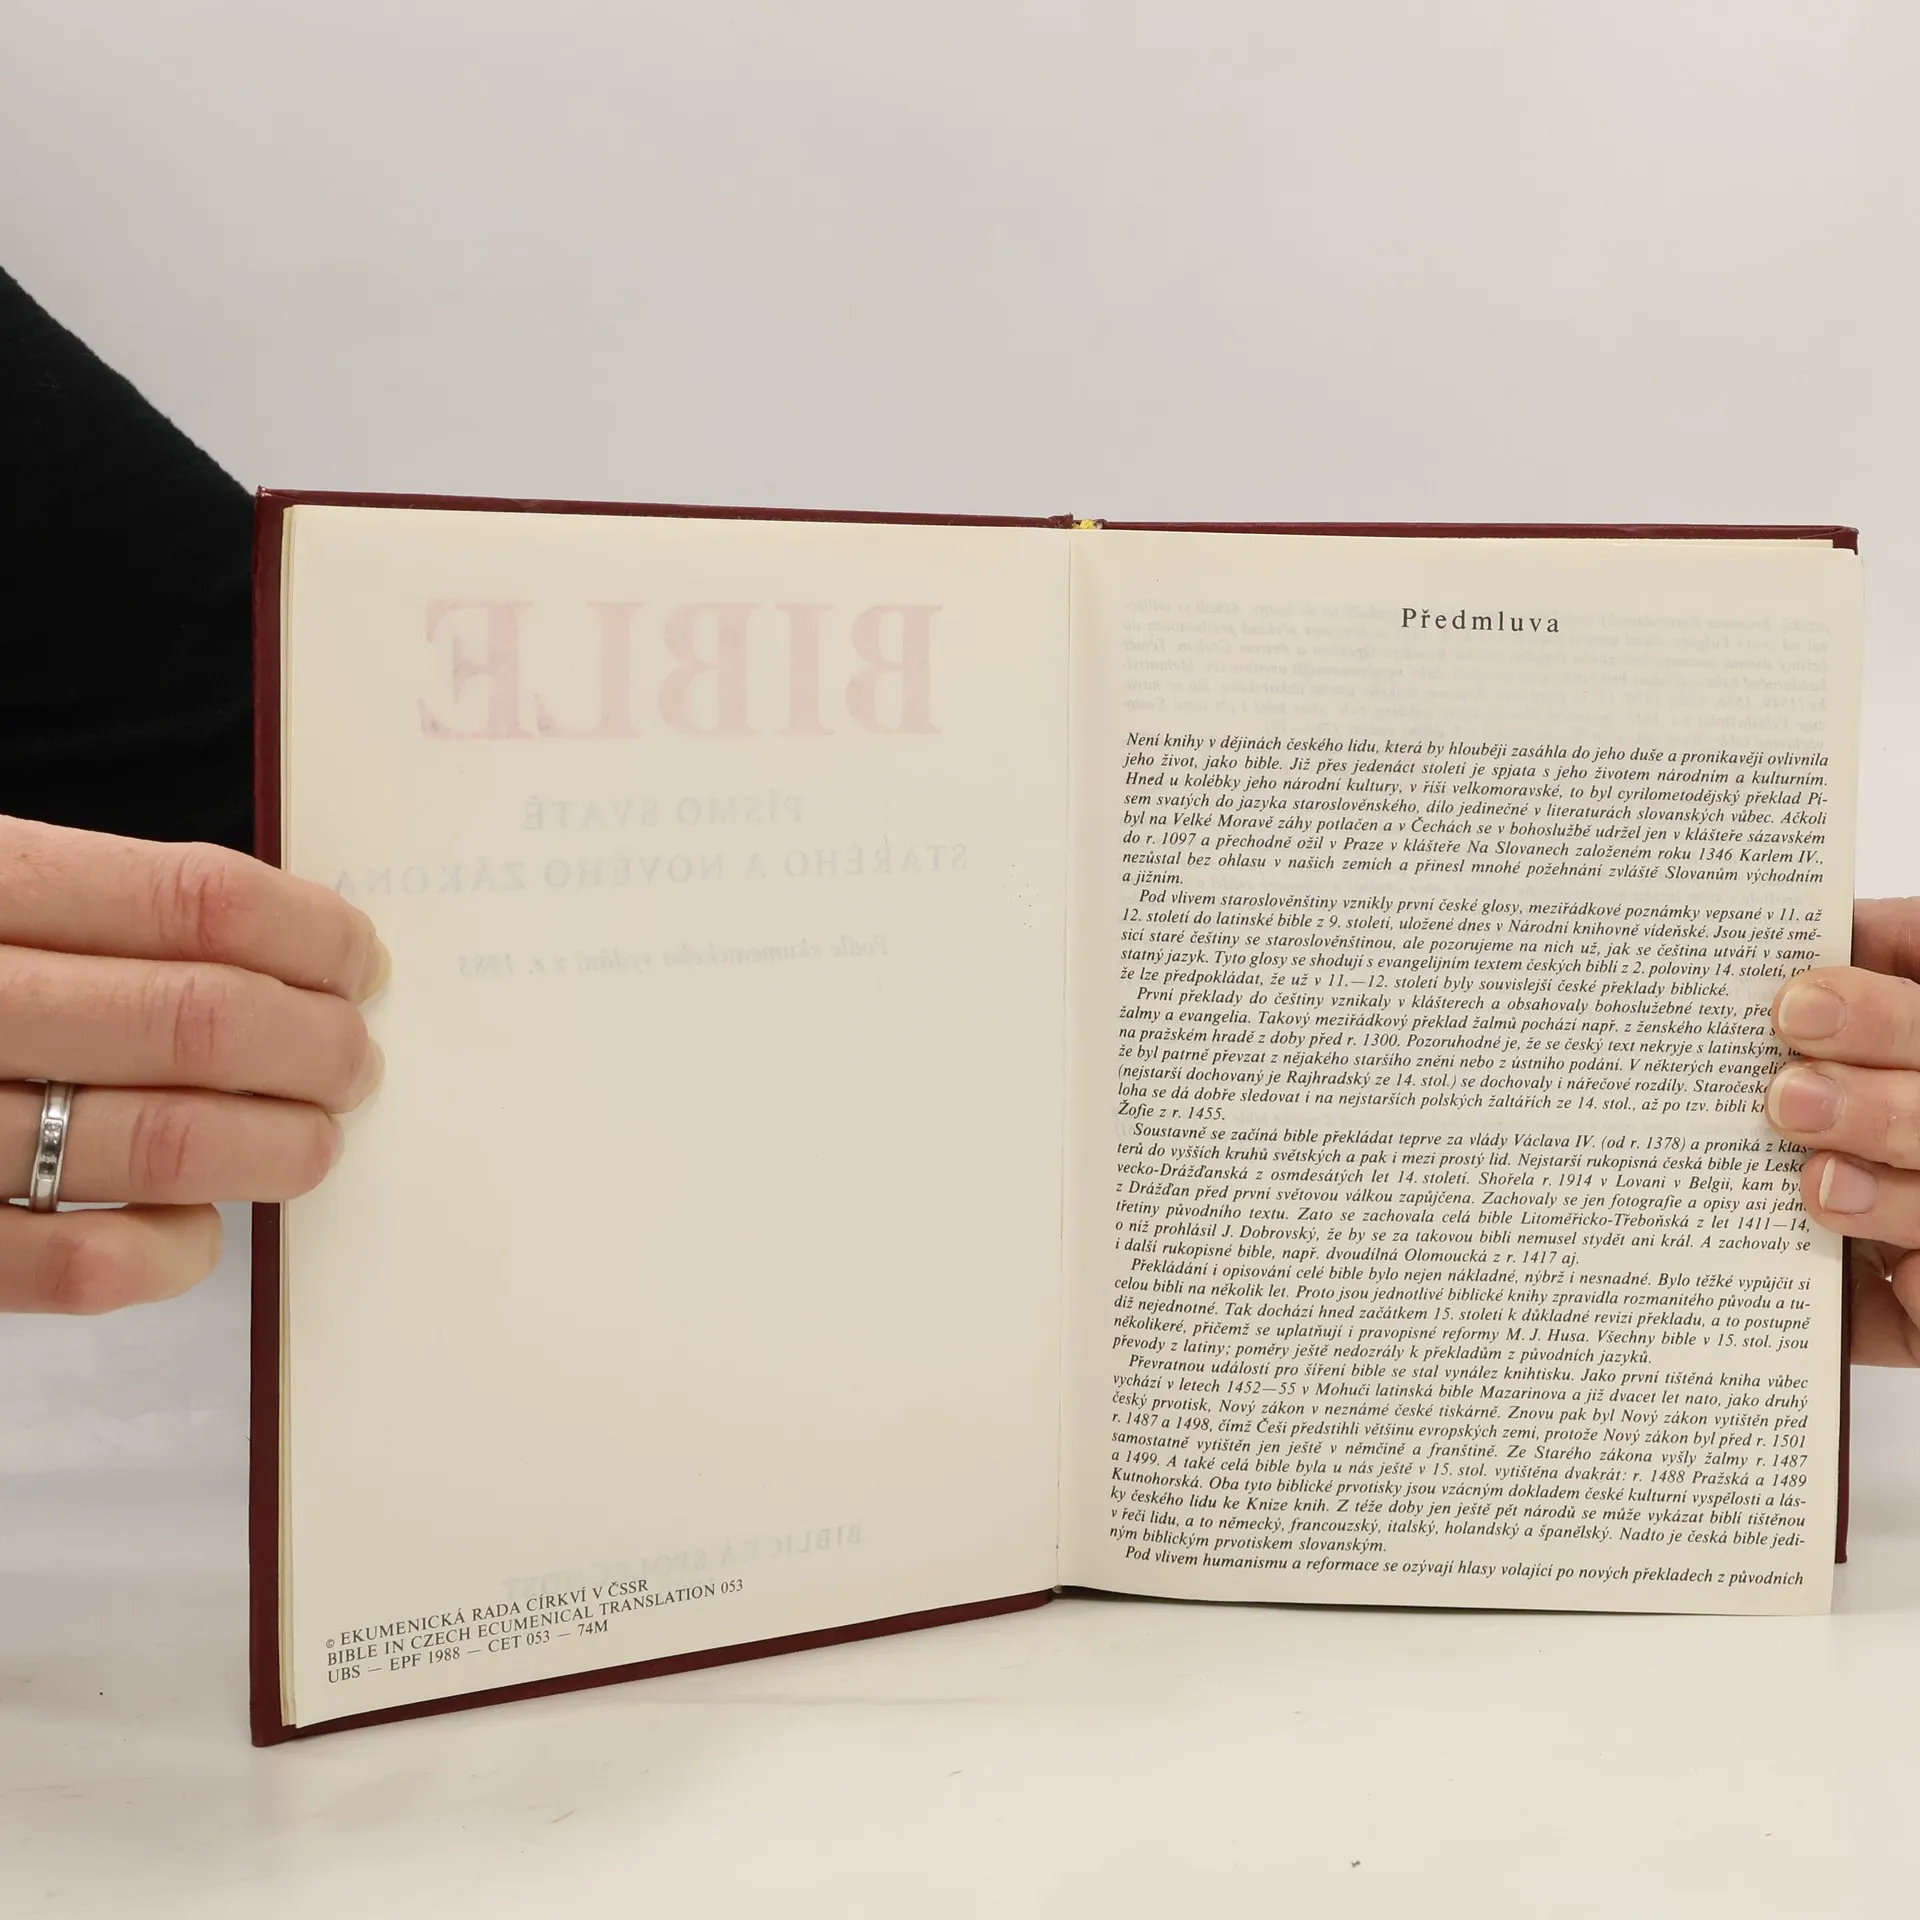 BIBLE
PÍSMO SVATÉ
STARÉHO A NOVÉHO ZÁKONA
Podle ekumenického vydání z r. 1985
BIBLICKÁ SPOLEČNOST
© EKUMENICKÁ RADA CÍRKVÍ V ČSSR
BIBLE IN CZECH ECUMENICAL TRANSLATION 053
UBS — EPF 1988 — CET 053 — 74M
Předmluva
Není knihy v dějinách českého lidu, která by hlouběji zasáhla do jeho duše a pronikavěji ovlivnila
jeho život, jako bible. Již přes jedenáct století je spjata s jeho životem národním a kulturním.
Hned u kolébky jeho národní kultury, v říši velkomoravské, to byl cyrilometodějský překlad Pí-
sem svatých do jazyka staroslověnského, dílo jedinečné v literaturách slovanských vůbec. Ačkoli
byl na Velké Moravě záhy potlačen a v Čechách se v bohoslužbě udržel jen v klášteře sázavském
do r. 1097 a přechodně ožil v Praze v klášteře Na Slovanech založeném roku 1346 Karlem IV.,
nezůstal bez ohlasu v našich zemích a přinesl mnohé požehnání zvláště Slovanům východním
a jižním.
Pod vlivem staroslověnštiny vznikly první české glosy, meziřádkové poznámky vepsané v 11. až
12. století do latinské bible z 9. století, uložené dnes v Národní knihovně vídeňské. Jsou ještě smě-
sicí staré češtiny se staroslověnštinou, ale pozorujeme na nich už, jak se čeština utváří v samo-
statný jazyk. Tyto glosy se shodují s evangelijním textem českých biblí z 2. poloviny 14. století,
že lze předpokládat, že už v 11.—12. století byly souvislejší české překlady biblické.
První překlady do češtiny vznikaly v klášterech a obsahovaly bohoslužebné texty,
žalmy a evangelia. Takový meziřádkový překlad žalmů pochází např. z ženského kláštera
na pražském hradě z doby před r. 1300. Pozoruhodné je, že se český text nekryje s latinským,
že byl patrně převzat z nějakého staršího znění nebo z ústního podání. V některých
(nejstarší dochovaný je Rajhradský ze 14. stol.) se dochovaly i nářečové rozdíly.
loha se dá dobře sledovat i na nejstarších polských žaltářích ze 14. stol., až po tzv. bibli
Žofie z r. 1455.
Soustavně se začíná bible překládat teprve za vlády Václava IV. (od r. 1378) a proniká z kláš-
terů do vyšších kruhů světských a pak i mezi prostý lid. Nejstarší rukopisná česká bible je
vecko-Drážďanská z osmdesátých let 14. století. Shořela r. 1914 v Lovani v Belgii, kam
z Drážďan před první světovou válkou zapůjčena. Zachovaly se jen fotografie a opisy asi
třetiny původního textu. Zato se zachovala celá bible Litoměřicko-Třeboňská z let 1411—14,
o níž prohlásil J. Dobrovský, že by se za takovou bibli nemusel stydět ani král. A zachovaly se
i další rukopisné bible, např. dvoudílná Olomoucká z r. 1417 aj.
Překládání i opisování celé bible bylo nejen nákladné, nýbrž i nesnadné. Bylo těžké vypůjčit si
celou bibli na několik let. Proto jsou jednotlivé biblické knihy zpravidla rozmanitého původu a tu-
díž nejednotné. Tak dochází hned začátkem 15. století k důkladné revizi překladu, a to postupně
několikeré, přičemž se uplatňují i pravopisné reformy M. J. Husa. Všechny bible v 15. stol. jsou
převody z latiny; poměry ještě nedozrály k překladům z původních jazyků.
Převratnou událostí pro šíření bible se stal vynález knihtisku. Jako první tištěná kniha vůbec
vychází v letech 1452—55 v Mohuči latinská bible Mazarinova a již dvacet let nato, jako druhý
český prvotisk, Nový zákon v neznámé české tiskárně. Znovu pak byl Nový zákon vytištěn před
r. 1487 a 1498, čímž Češi předstihli většinu evropských zemí, protože Nový zákon byl před r. 1501
samostatně vytištěn jen ještě v němčině a franštině. Ze Starého zákona vyšly žalmy r. 1487
a 1499. A také celá bible byla u nás ještě v 15. stol. vytištěna dvakrát: r. 1488 Pražská a 1489
Kutnohorská. Oba tyto biblické prvotisky jsou vzácným dokladem české kulturní vyspělosti a lás-
ky českého lidu ke Knize knih. Z téže doby jen ještě pět národů se může vykázat biblí tištěnou
v řeči lidu, a to německý, francouzský, italský, holandský a španělský. Nadto je česká bible jedi-
ným biblickým prvotiskem slovanským.
Pod vlivem humanismu a reformace se ozývají hlasy volající po nových překladech z původních